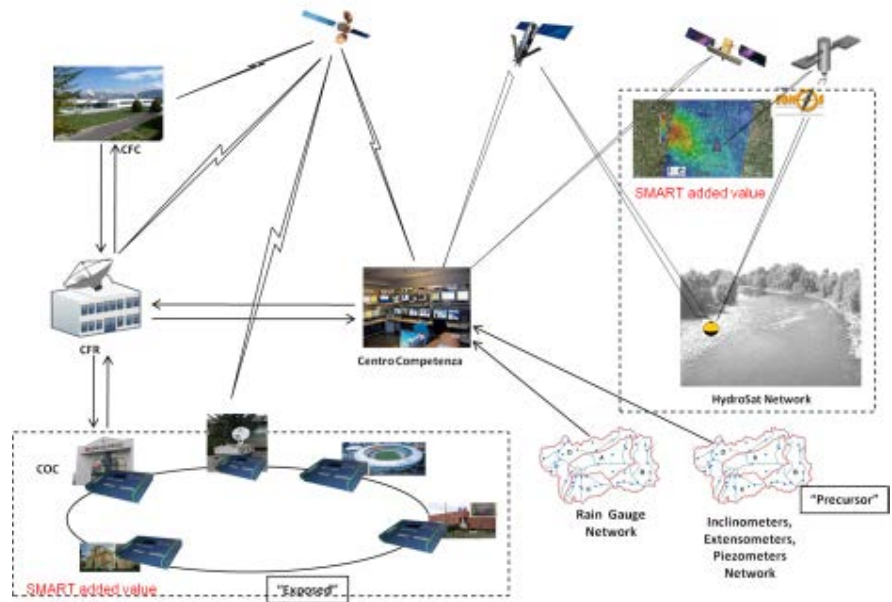 CFC
SMART added value
CFR
Centro Competenza
HydroSat Network
COC
Rain Gauge
Network
"Precursor"
Inclinometers,
Extensometers,
Piezometers
Network
SMART added value
"Exposed"